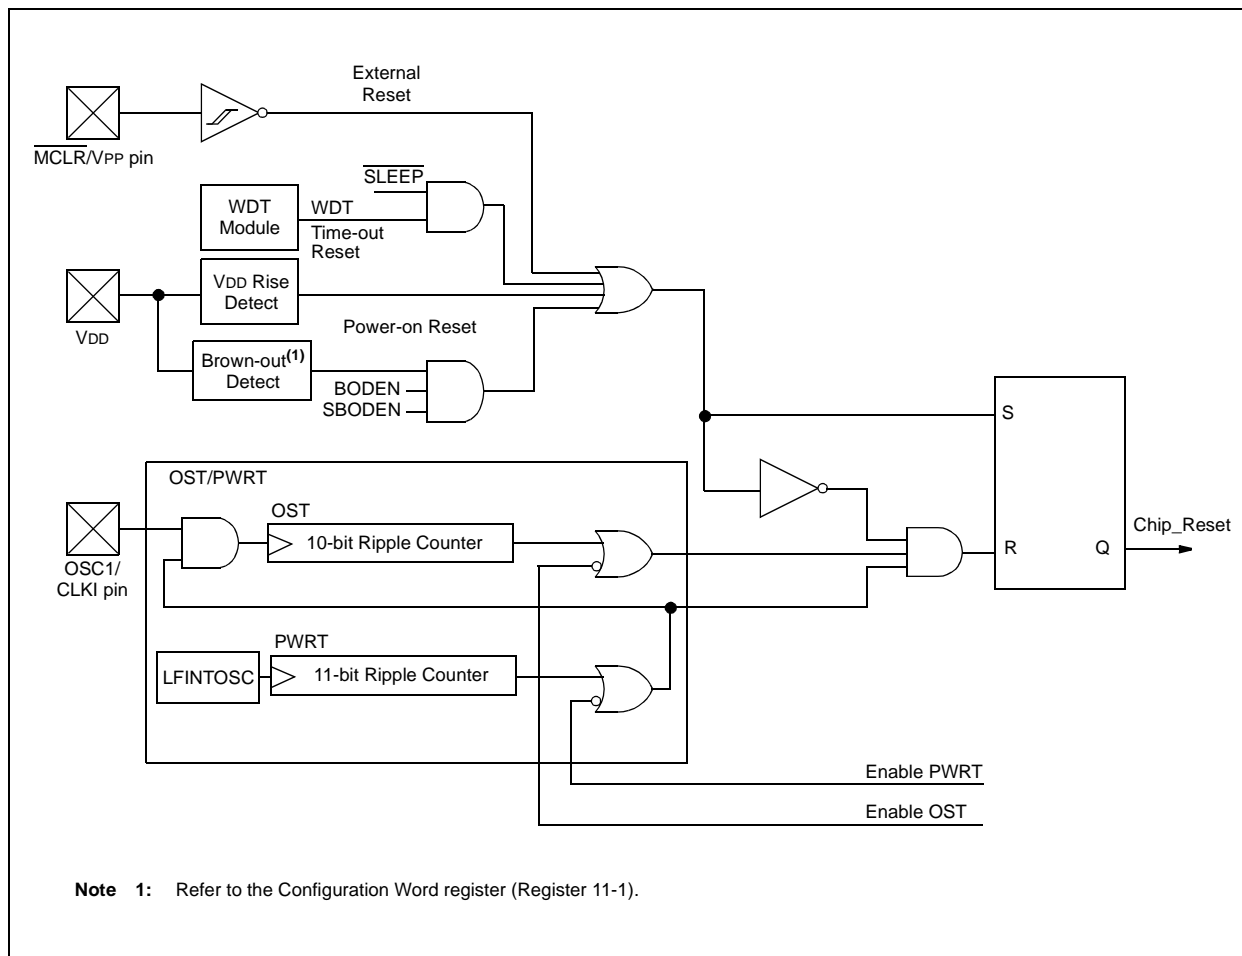 External
Reset
MCLR/VPP pin
SLEEP
WDT
Module
WDT
Time-out
Reset
VDD
VDD Rise
Detect
Power-on Reset
Brown-out(1)
Detect
BODEN
SBODEN
S
R
Q
Chip_Reset
OST/PWRT
OSC1/
CLKI pin
OST
10-bit Ripple Counter
PWRT
LFINTOSC
11-bit Ripple Counter
Enable PWRT
Enable OST
Note 1: Refer to the Configuration Word register (Register 11-1).